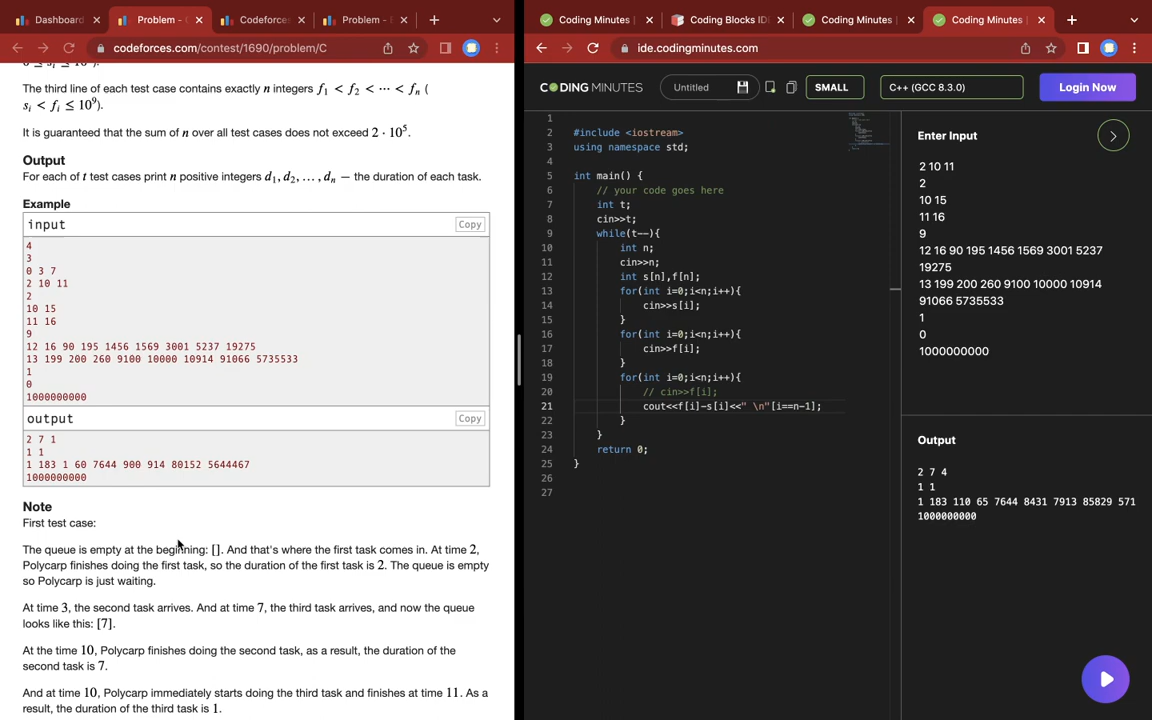 Dashboard
Problem - C
Codeforces
Problem - E
codeforces.com/contest/1690/problem/C
The third line of each test case contains exactly n integers f₁ < f₂ < ⋯ < fₙ (
sᵢ < fᵢ ≤ 10⁹).
It is guaranteed that the sum of n over all test cases does not exceed 2 · 10⁵.
Output
For each of t test cases print n positive integers d₁, d₂, …, dₙ — the duration of each task.
Example
input
Copy
4
3
0 3 7
2 10 11
2
10 15
11 16
9
12 16 90 195 1456 1569 3001 5237 19275
13 199 200 260 9100 10000 10914 91066 5735533
1
0
1000000000
output
Copy
2 7 1
1 1
1 183 1 60 7644 900 914 80152 5644467
1000000000
Note
First test case:
The queue is empty at the beginning: []. And that's where the first task comes in. At time 2,
Polycarp finishes doing the first task, so the duration of the first task is 2. The queue is empty
so Polycarp is just waiting.
At time 3, the second task arrives. And at time 7, the third task arrives, and now the queue
looks like this: [7].
At the time 10, Polycarp finishes doing the second task, as a result, the duration of the
second task is 7.
And at time 10, Polycarp immediately starts doing the third task and finishes at time 11. As a
result, the duration of the third task is 1.
Coding Minutes |
Coding Blocks IDE
Coding Minutes |
Coding Minutes |
ide.codingminutes.com
CODING MINUTES
Untitled
SMALL
C++ (GCC 8.3.0)
Login Now
1
2 #include <iostream>
3 using namespace std;
4
5 int main() {
6 // your code goes here
7 int t;
8 cin>>t;
9 while(t--){
10 int n;
11 cin>>n;
12 int s[n],f[n];
13 for(int i=0;i<n;i++){
14 cin>>s[i];
15 }
16 for(int i=0;i<n;i++){
17 cin>>f[i];
18 }
19 for(int i=0;i<n;i++){
20 // cin>>f[i];
21 cout<<f[i]-s[i]<<" \n"[i==n-1];
22 }
23 }
24 return 0;
25 }
26
27
Enter Input
2 10 11
2
10 15
11 16
9
12 16 90 195 1456 1569 3001 5237
19275
13 199 200 260 9100 10000 10914
91066 5735533
1
0
1000000000
Output
2 7 4
1 1
1 183 110 65 7644 8431 7913 85829 571
1000000000